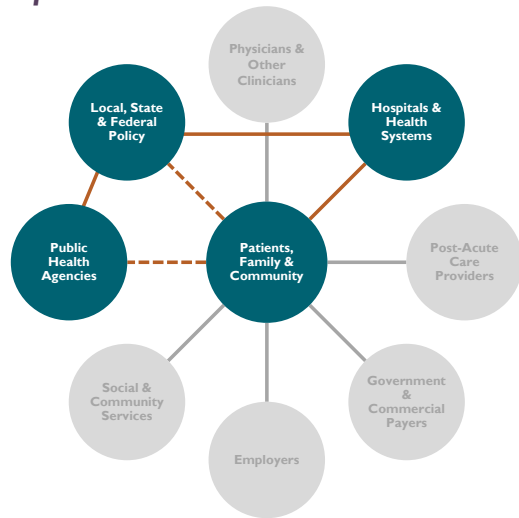 Physicians &
Other
Clinicians
Local, State
& Federal
Policy
Hospitals &
Health
Systems
Public
Health
Agencies
Patients,
Family &
Community
Post-Acute
Care
Providers
Social &
Community
Services
Government
&
Commercial
Payers
Employers